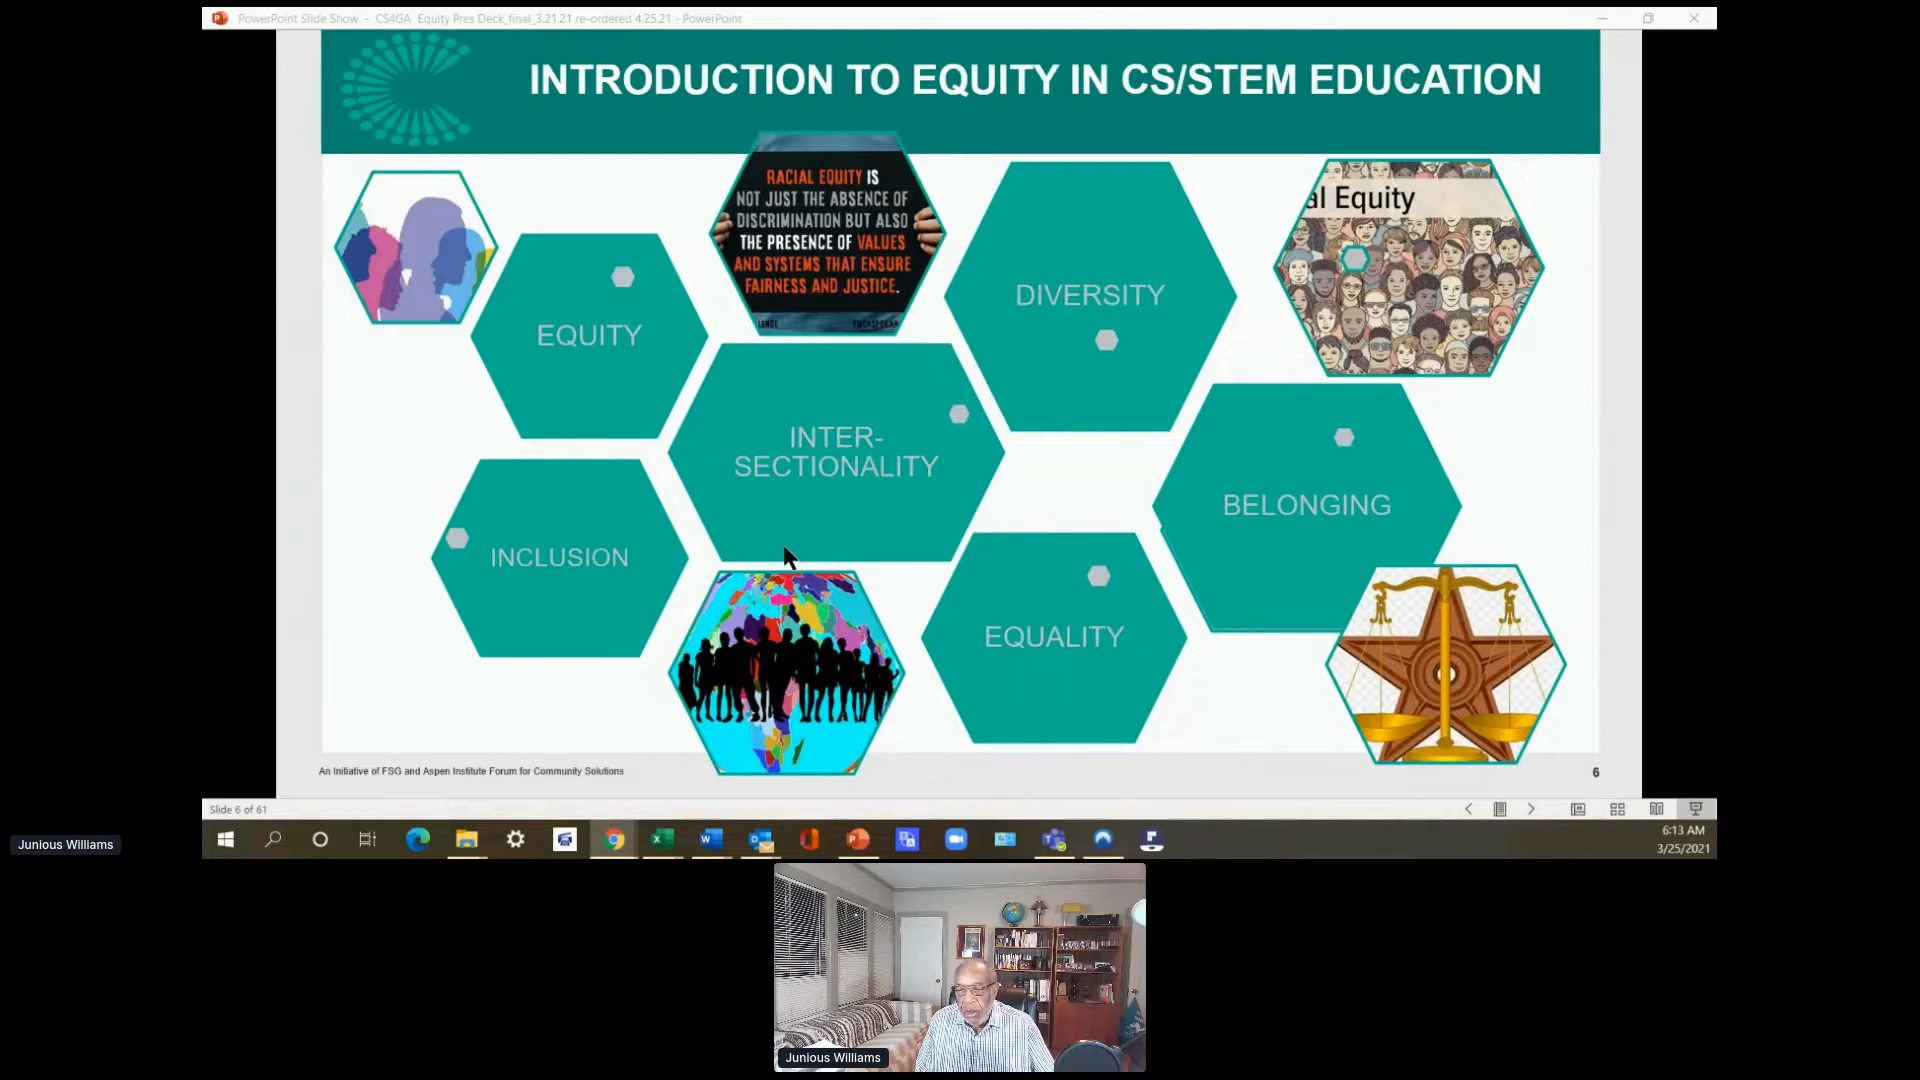 PowerPoint Slide Show - CS4GA Equity Pres Deck_final_3.21.21 re-ordered 4.25.21 - PowerPoint
INTRODUCTION TO EQUITY IN CS/STEM EDUCATION
RACIAL EQUITY IS
NOT JUST THE ABSENCE OF
DISCRIMINATION BUT ALSO
THE PRESENCE OF VALUES
AND SYSTEMS THAT ENSURE
FAIRNESS AND JUSTICE.
al Equity
DIVERSITY
EQUITY
INTER-
SECTIONALITY
BELONGING
INCLUSION
EQUALITY
An Initiative of FSG and Aspen Institute Forum for Community Solutions
6
Slide 6 of 61
6:13 AM
3/25/2021
Junious Williams
Junious Williams